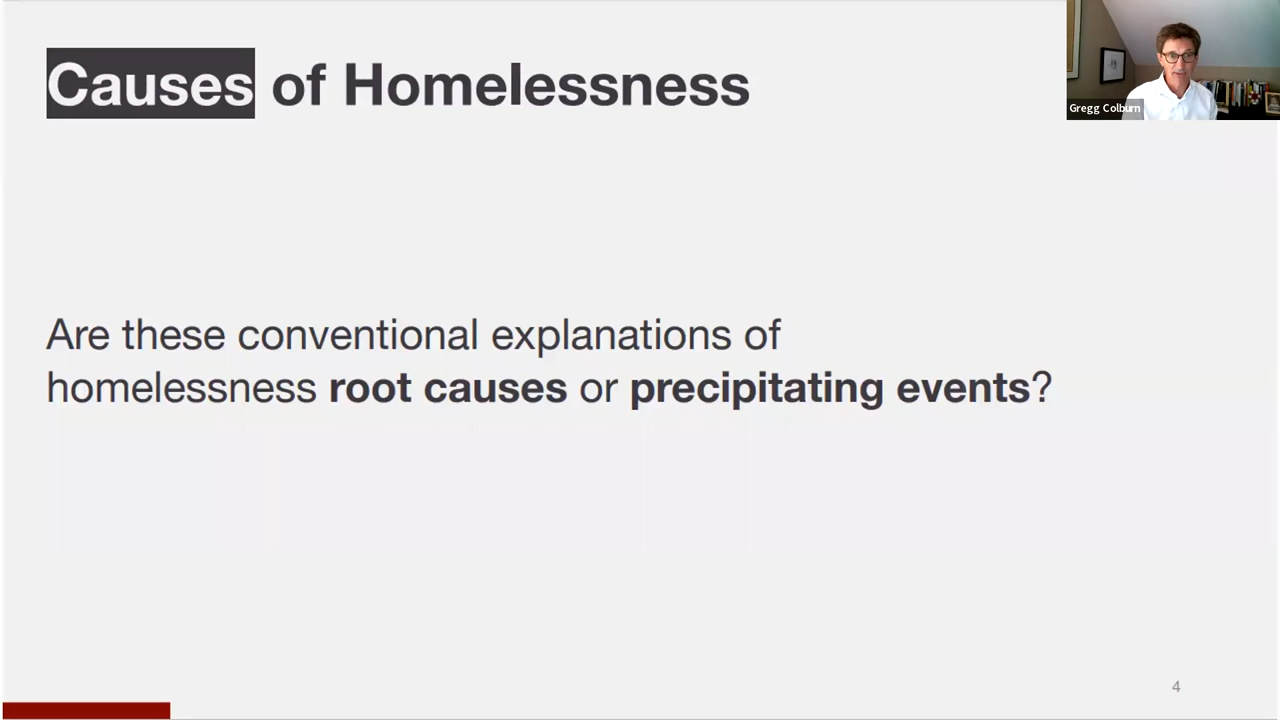 Causes of Homelessness
Gregg Colburn
Are these conventional explanations of
homelessness root causes or precipitating events?
4